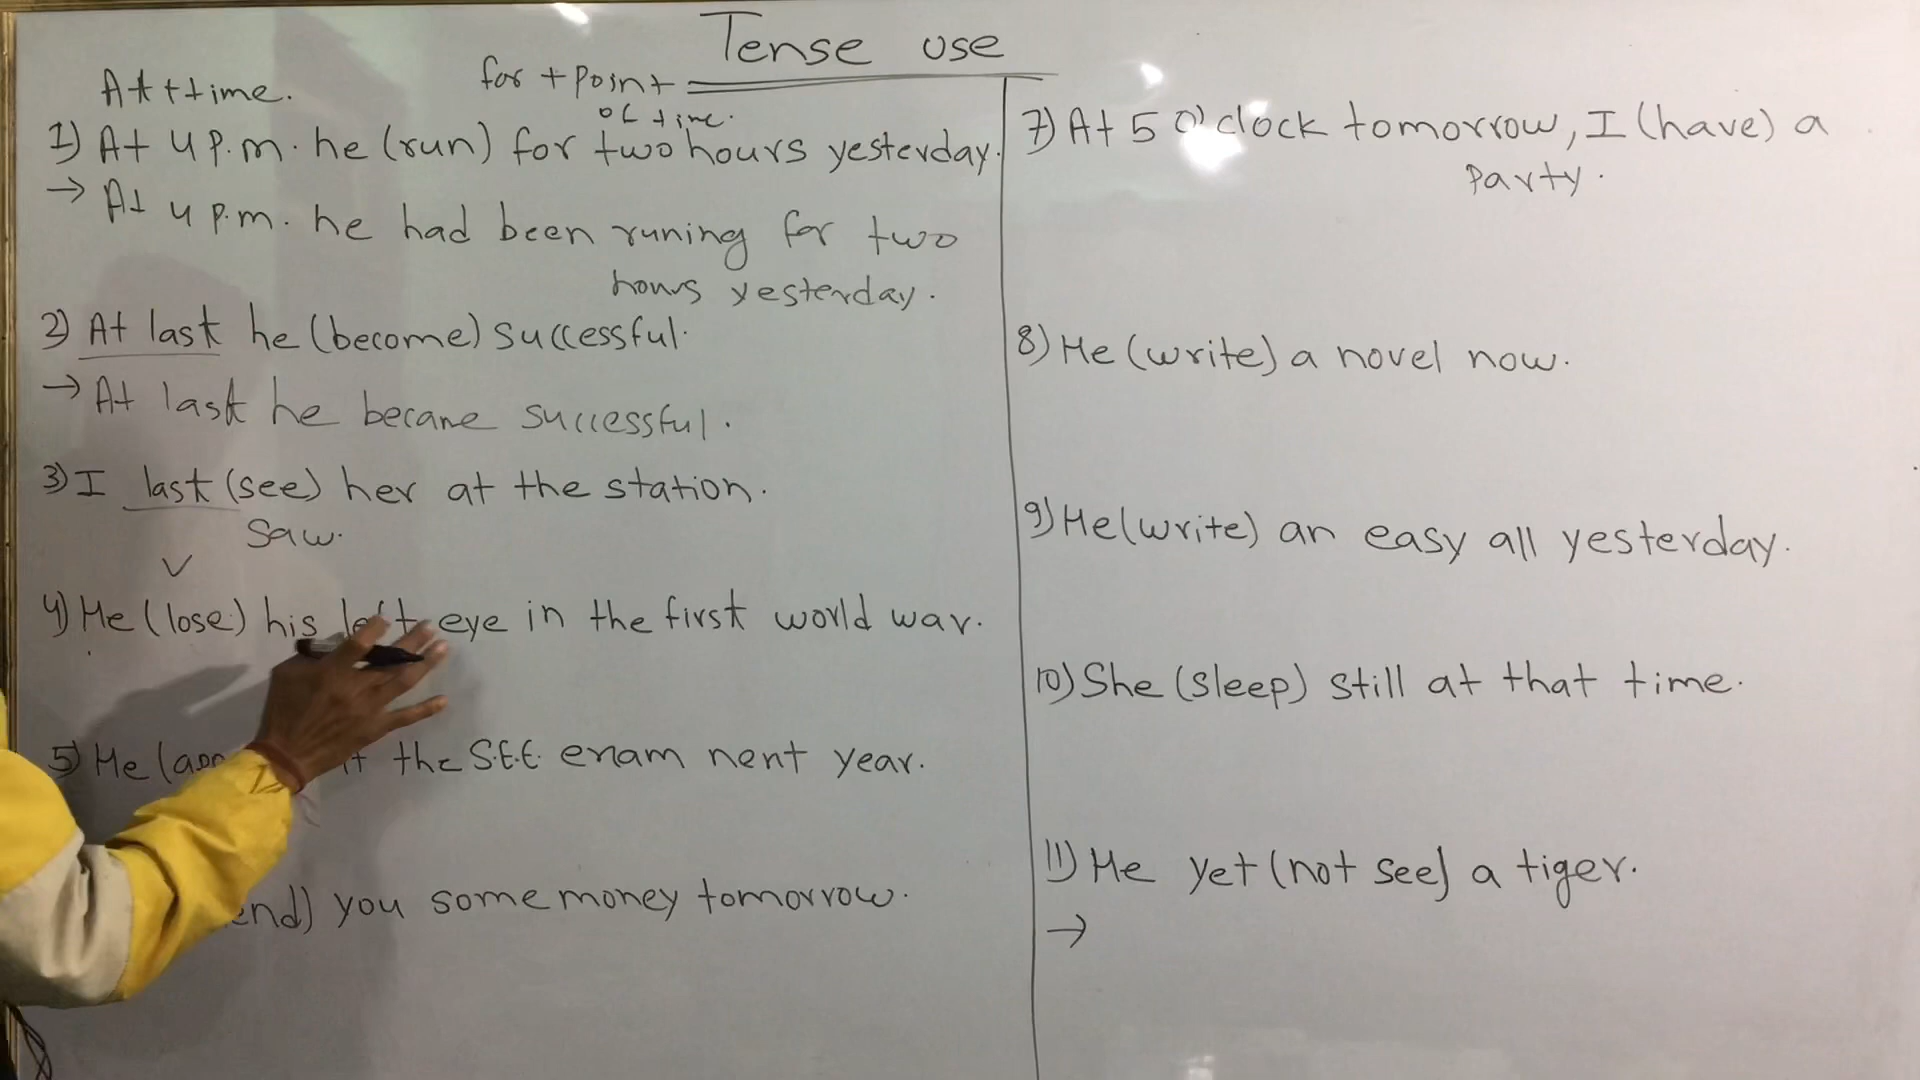 Tense use
At + time.
for + point
of time.
1) At 4 p.m. he (run) for two hours yesterday.
→ At 4 p.m. he had been runing for two
hours yesterday.
2) At last he (become) successful.
→ At last he became successful.
3) I last (see) her at the station.
saw.
4) He (lose) his left eye in the first world war.
5) He the S.E.E. exam next year.
you some money tomorrow.
7) At 5 O'clock tomorrow, I (have) a
party.
8) He (write) a novel now.
9) He (write) an easy all yesterday.
10) She (sleep) still at that time.
11) He yet (not see) a tiger.
→